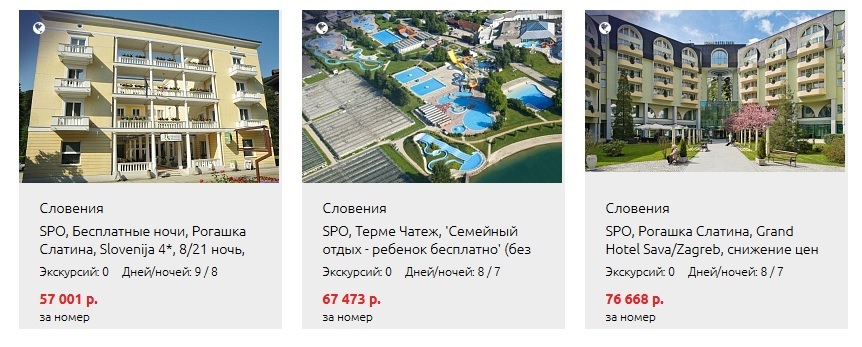 Словения
SPO, Бесплатные ночи, Рогашка
Слатина, Slovenija 4*, 8/21 ночь,
Экскурсий: 0 Дней/ночей: 9 / 8
57 001 р.
за номер
Словения
SPO, Терме Чатеж, 'Семейный
отдых - ребенок бесплатно' (без
Экскурсий: 0 Дней/ночей: 8 / 7
67 473 р.
за номер
Словения
SPO, Рогашка Слатина, Grand
Hotel Sava/Zagreb, снижение цен
Экскурсий: 0 Дней/ночей: 8 / 7
76 668 р.
за номер